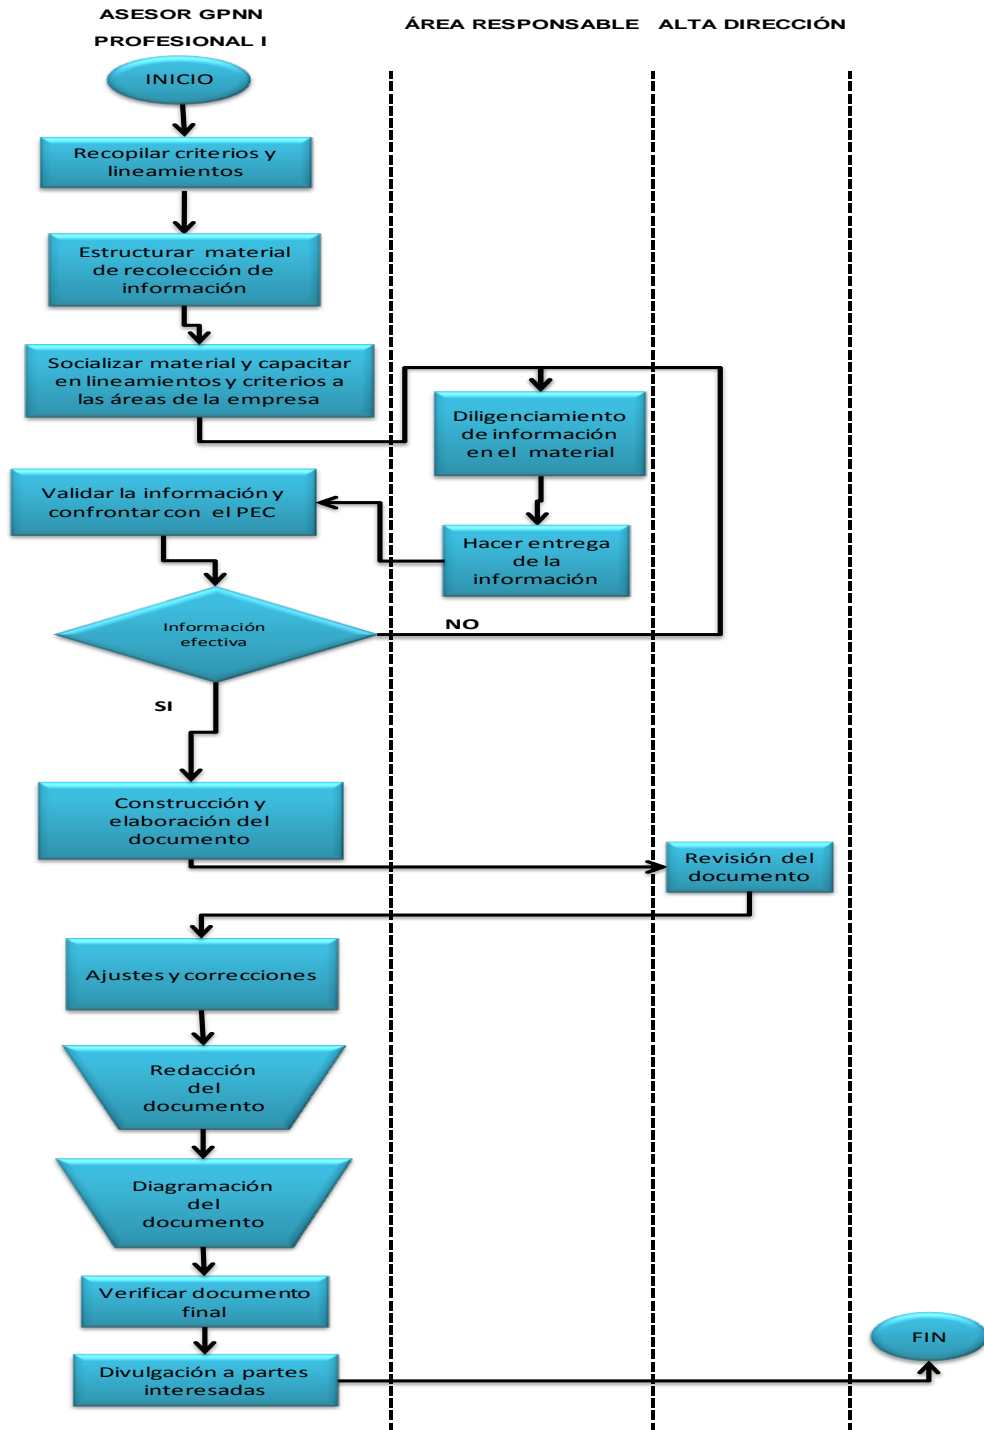 ASESOR GPNN
PROFESIONAL I
ÁREA RESPONSABLE
ALTA DIRECCIÓN
INICIO
Recopilar criterios y
lineamientos
Estructurar material
de recolección de
información
Socializar material y capacitar
en lineamientos y criterios a
las áreas de la empresa
Diligenciamiento
de información
en el material
Validar la información y
confrontar con el PEC
Hacer entrega
de la
información
Información
efectiva
NO
SI
Construcción y
elaboración del
documento
Revisión del
documento
Ajustes y correcciones
Redacción
del
documento
Diagramación
del
documento
Verificar documento
final
FIN
Divulgación a partes
interesadas